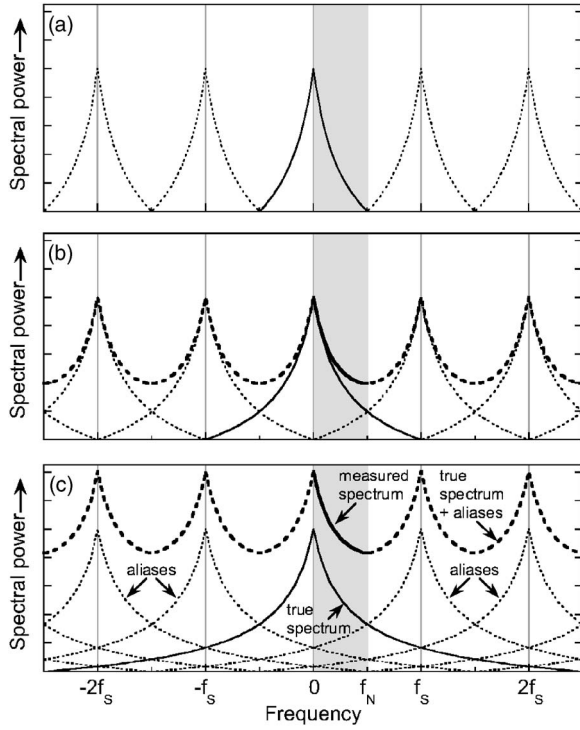 (a)
Spectral power
(b)
Spectral power
(c)
measured
spectrum
true
spectrum
+ aliases
aliases
true
spectrum
aliases
Spectral power
-2f_S
-f_S
0
f_N
f_S
2f_S
Frequency